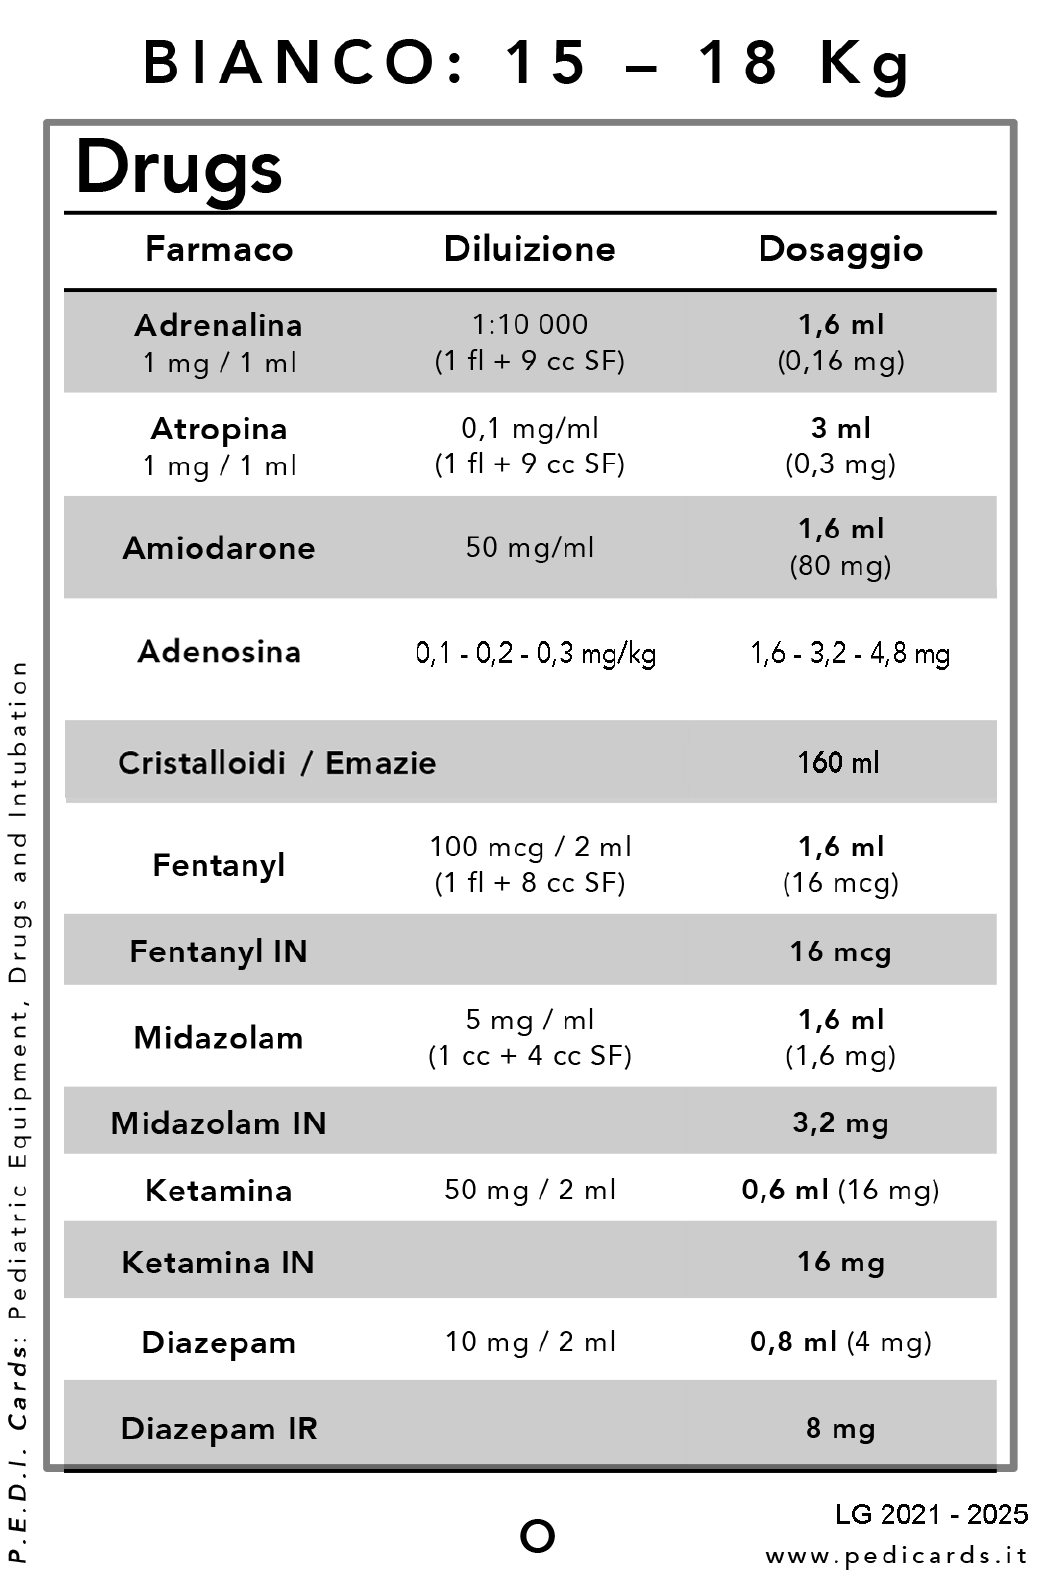 BIANCO: 15 – 18 Kg
Drugs
Farmaco Diluizione Dosaggio
Adrenalina 1:10 000 1,6 ml
1 mg / 1 ml (1 fl + 9 cc SF) (0,16 mg)
Atropina 0,1 mg/ml 3 ml
1 mg / 1 ml (1 fl + 9 cc SF) (0,3 mg)
Amiodarone 50 mg/ml 1,6 ml
(80 mg)
Adenosina 0,1 - 0,2 - 0,3 mg/kg 1,6 - 3,2 - 4,8 mg
Cristalloidi / Emazie 160 ml
Fentanyl 100 mcg / 2 ml 1,6 ml
(1 fl + 8 cc SF) (16 mcg)
Fentanyl IN 16 mcg
Midazolam 5 mg / ml 1,6 ml
(1 cc + 4 cc SF) (1,6 mg)
Midazolam IN 3,2 mg
Ketamina 50 mg / 2 ml 0,6 ml (16 mg)
Ketamina IN 16 mg
Diazepam 10 mg / 2 ml 0,8 ml (4 mg)
Diazepam IR 8 mg
P.E.D.I. Cards: Pediatric Equipment, Drugs and Intubation
LG 2021 - 2025
www.pedicards.it